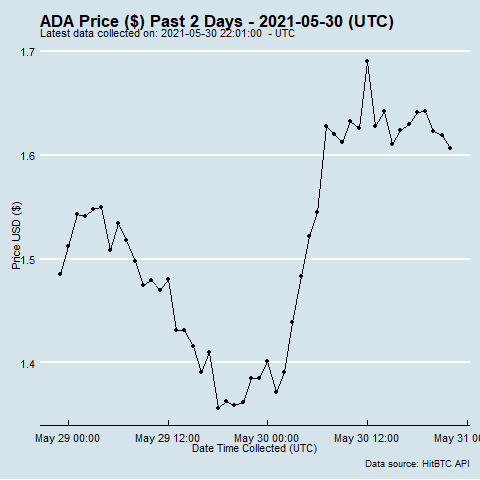 ADA Price ($) Past 2 Days - 2021-05-30 (UTC)
Latest data collected on: 2021-05-30 22:01:00  - UTC
1.7
1.6
1.5
1.4
Price USD ($)
May 29 00:00 May 29 12:00 May 30 00:00 May 30 12:00 May 31 00
Date Time Collected (UTC)
Data source: HitBTC API